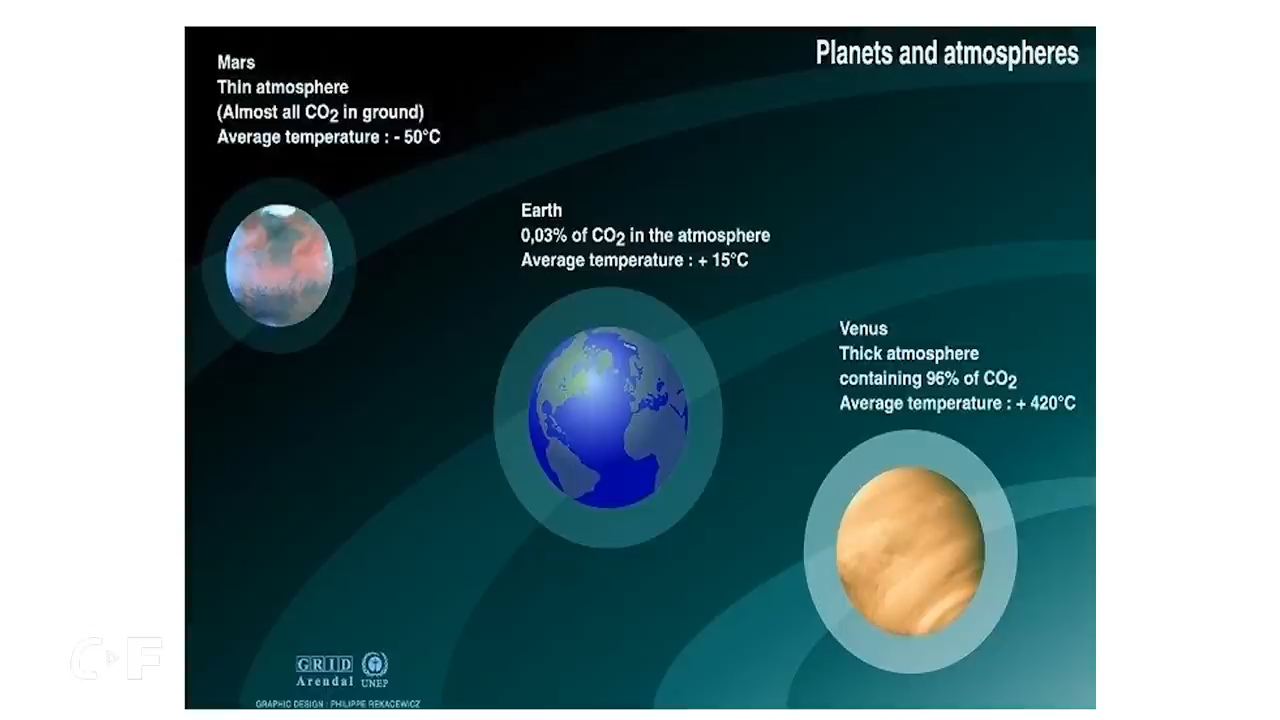 Planets and atmospheres
Mars
Thin atmosphere
(Almost all CO2 in ground)
Average temperature : - 50°C
Earth
0,03% of CO2 in the atmosphere
Average temperature : + 15°C
Venus
Thick atmosphere
containing 96% of CO2
Average temperature : + 420°C
GRID
Arendal UNEP
GRAPHIC DESIGN : PHILIPPE REKACEWICZ
CF